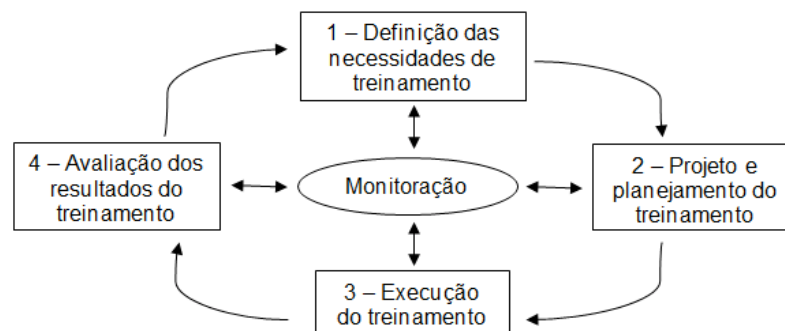 1 – Definição das
necessidades de
treinamento
4 – Avaliação dos
resultados do
treinamento
Monitoração
2 – Projeto e
planejamento do
treinamento
3 – Execução
do treinamento